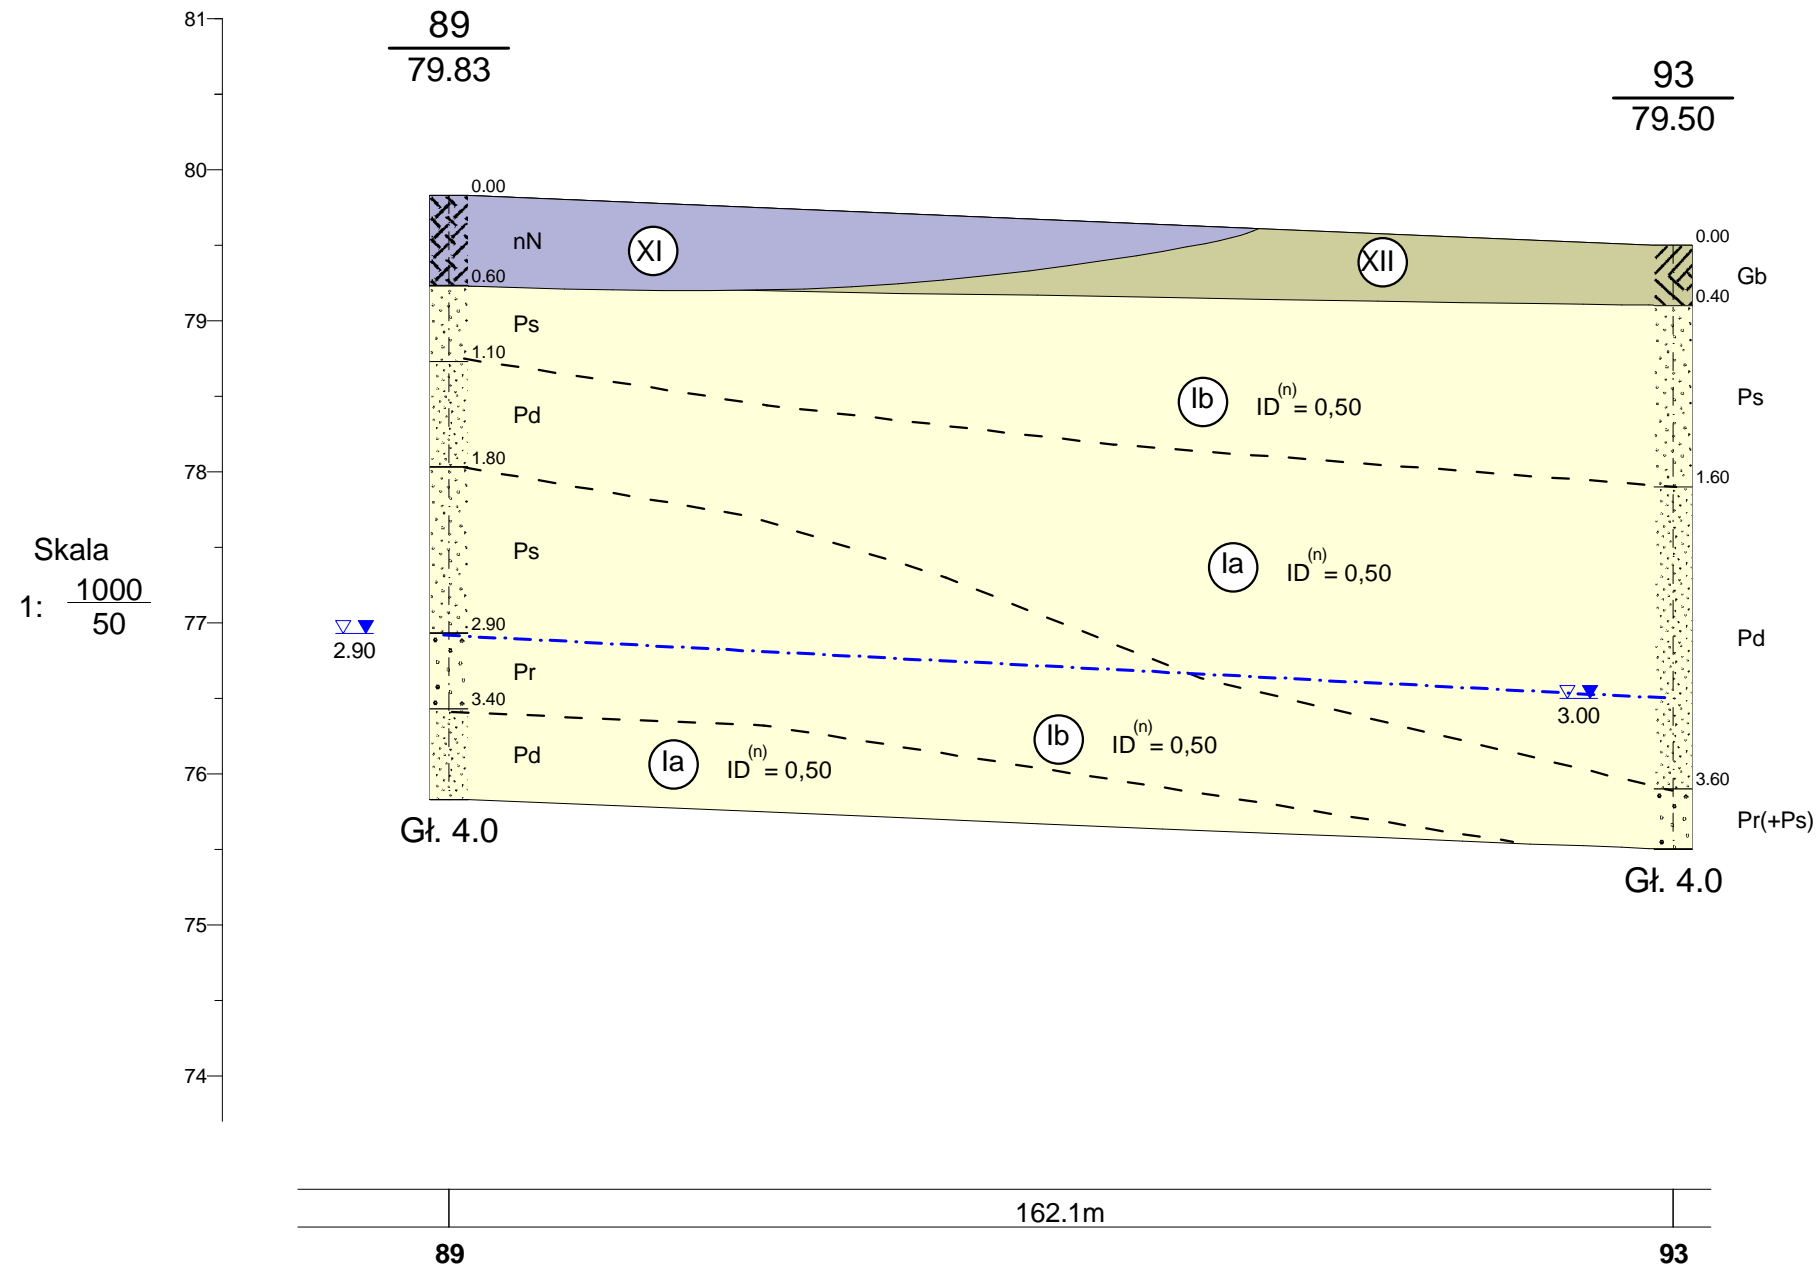 81
89
79.83
93
79.50
80
0.00
nN
XI
0.60
0.00
XII
Gb
0.40
79
Ps
1.10
Ib ID(n) = 0,50
Ps
Pd
78
1.80
1.60
Skala
1: 1000
50
Ps
Ia ID(n) = 0,50
77
2.90
2.90
Pd
Pr
3.40
3.00
Ib ID(n) = 0,50
76
Pd
Ia ID(n) = 0,50
3.60
Pr(+Ps)
Gł. 4.0
Gł. 4.0
75
74
162.1m
89
93